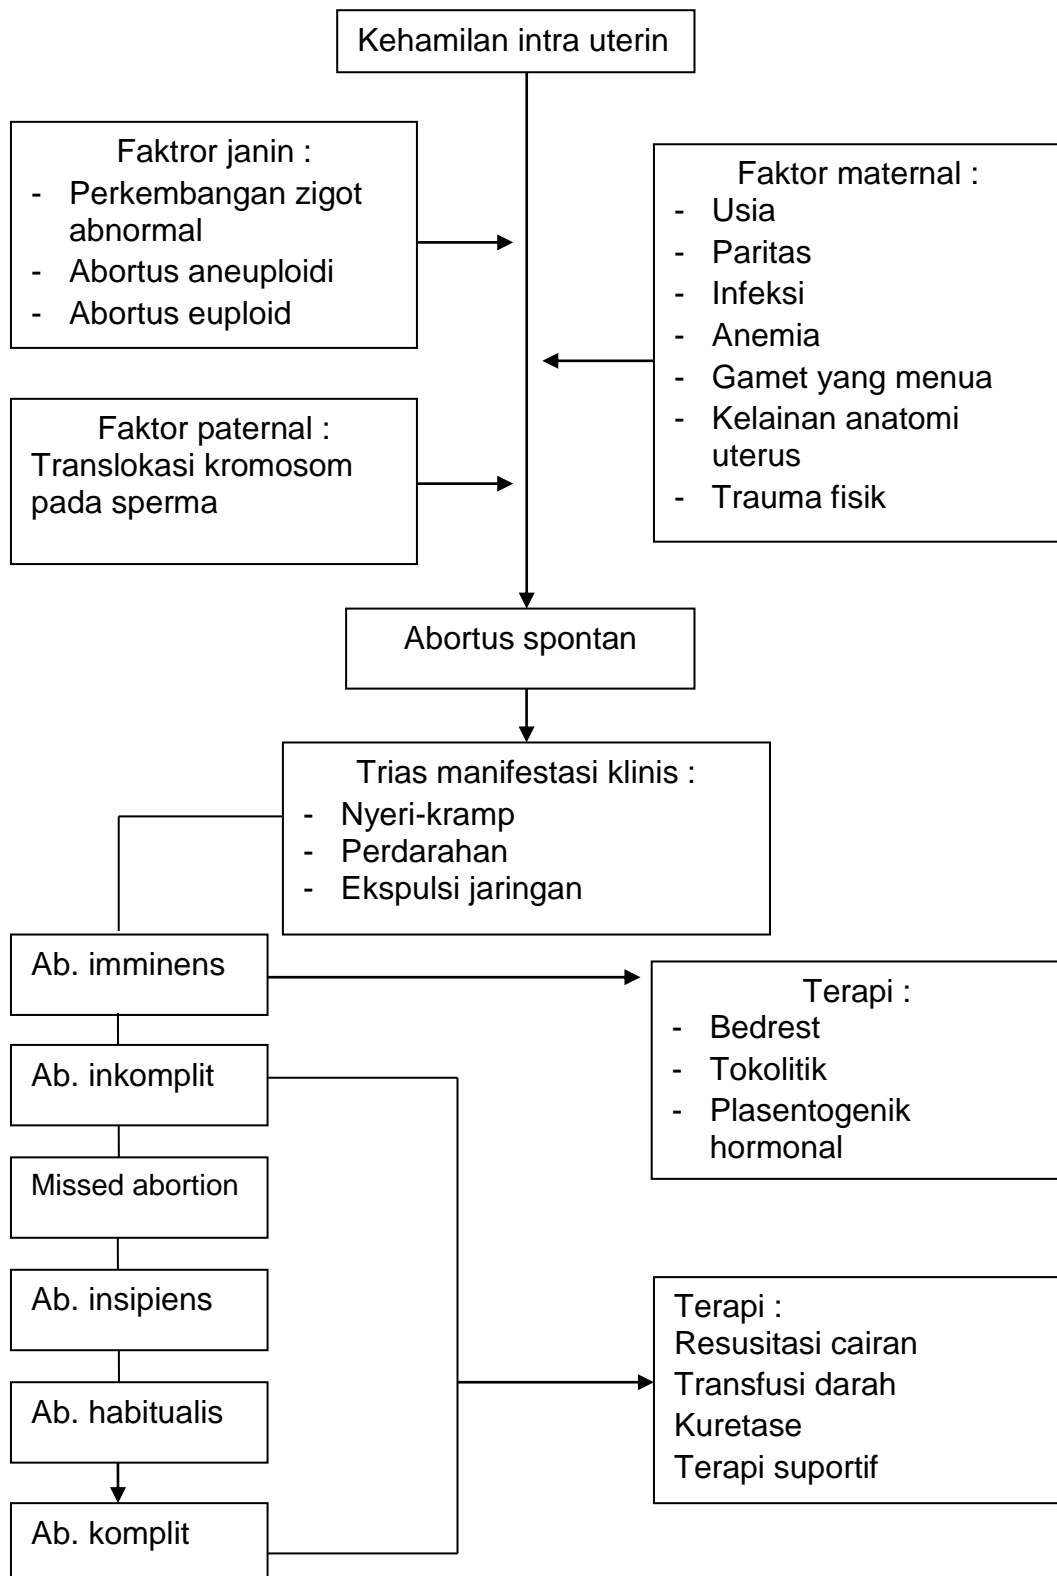 Kehamilan intra uterin
Faktror janin :
- Perkembangan zigot
abnormal
- Abortus aneuploidi
- Abortus euploid
Faktor maternal :
- Usia
- Paritas
- Infeksi
- Anemia
- Gamet yang menua
- Kelainan anatomi
uterus
- Trauma fisik
Faktor paternal :
Translokasi kromosom
pada sperma
Abortus spontan
Trias manifestasi klinis :
- Nyeri-kramp
- Perdarahan
- Ekspulsi jaringan
Ab. imminens
Terapi :
- Bedrest
- Tokolitik
- Plasentogenik
hormonal
Ab. inkomplit
Missed abortion
Ab. insipiens
Ab. habitualis
Ab. komplit
Terapi :
Resusitasi cairan
Transfusi darah
Kuretase
Terapi suportif